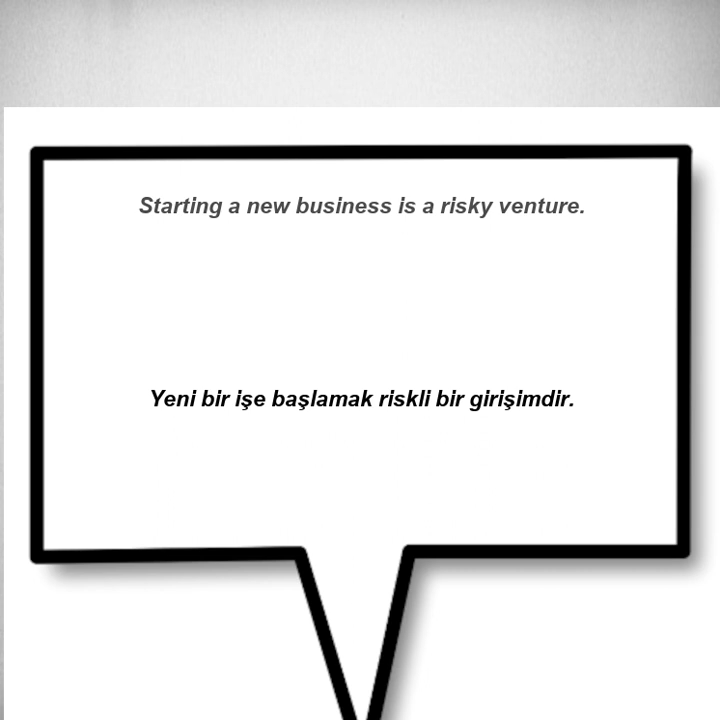 Starting a new business is a risky venture.
Yeni bir işe başlamak riskli bir girişimdir.